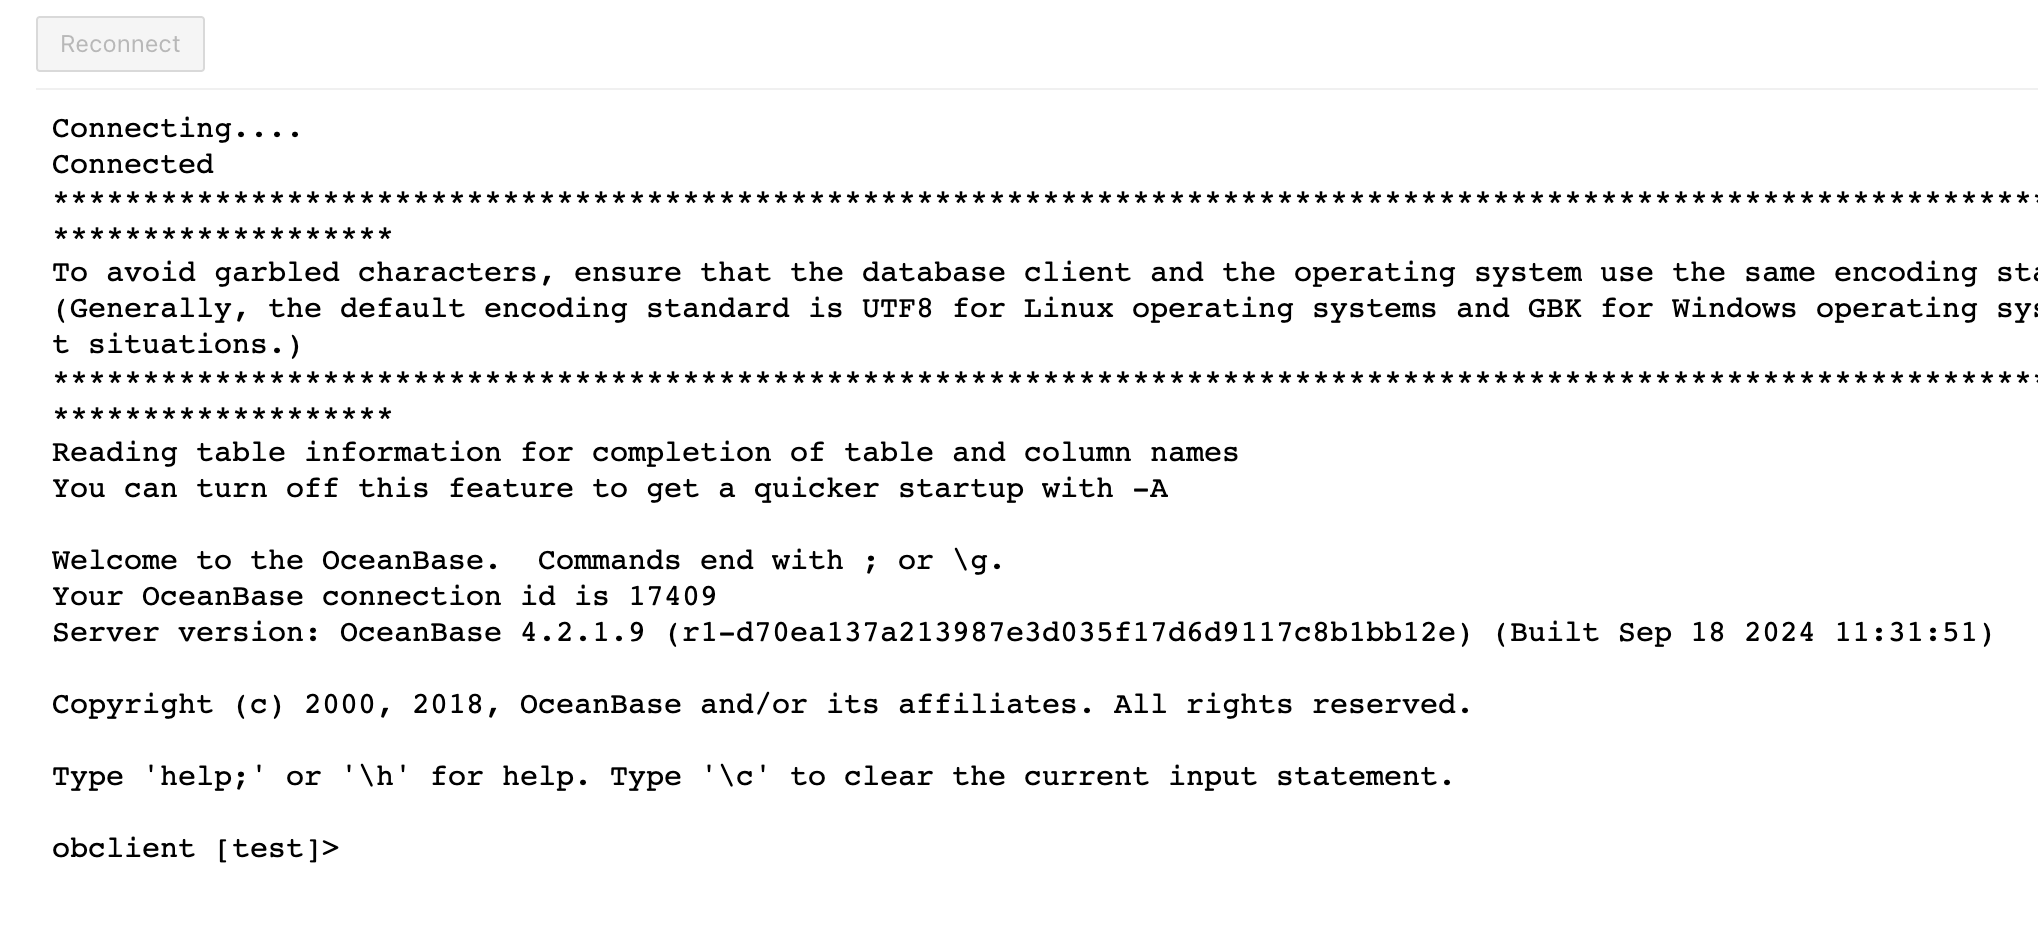 Reconnect
Connecting....
Connected
**************************************************************************************************************
*******************
To avoid garbled characters, ensure that the database client and the operating system use the same encoding
(Generally, the default encoding standard is UTF8 for Linux operating systems and GBK for Windows operating
t situations.)
**************************************************************************************************************
*******************
Reading table information for completion of table and column names
You can turn off this feature to get a quicker startup with -A
Welcome to the OceanBase.  Commands end with ; or \g.
Your OceanBase connection id is 17409
Server version: OceanBase 4.2.1.9 (r1-d70ea137a213987e3d035f17d6d9117c8b1bb12e) (Built Sep 18 2024 11:31:51)
Copyright (c) 2000, 2018, OceanBase and/or its affiliates. All rights reserved.
Type 'help;' or '\h' for help. Type '\c' to clear the current input statement.
obclient [test]>